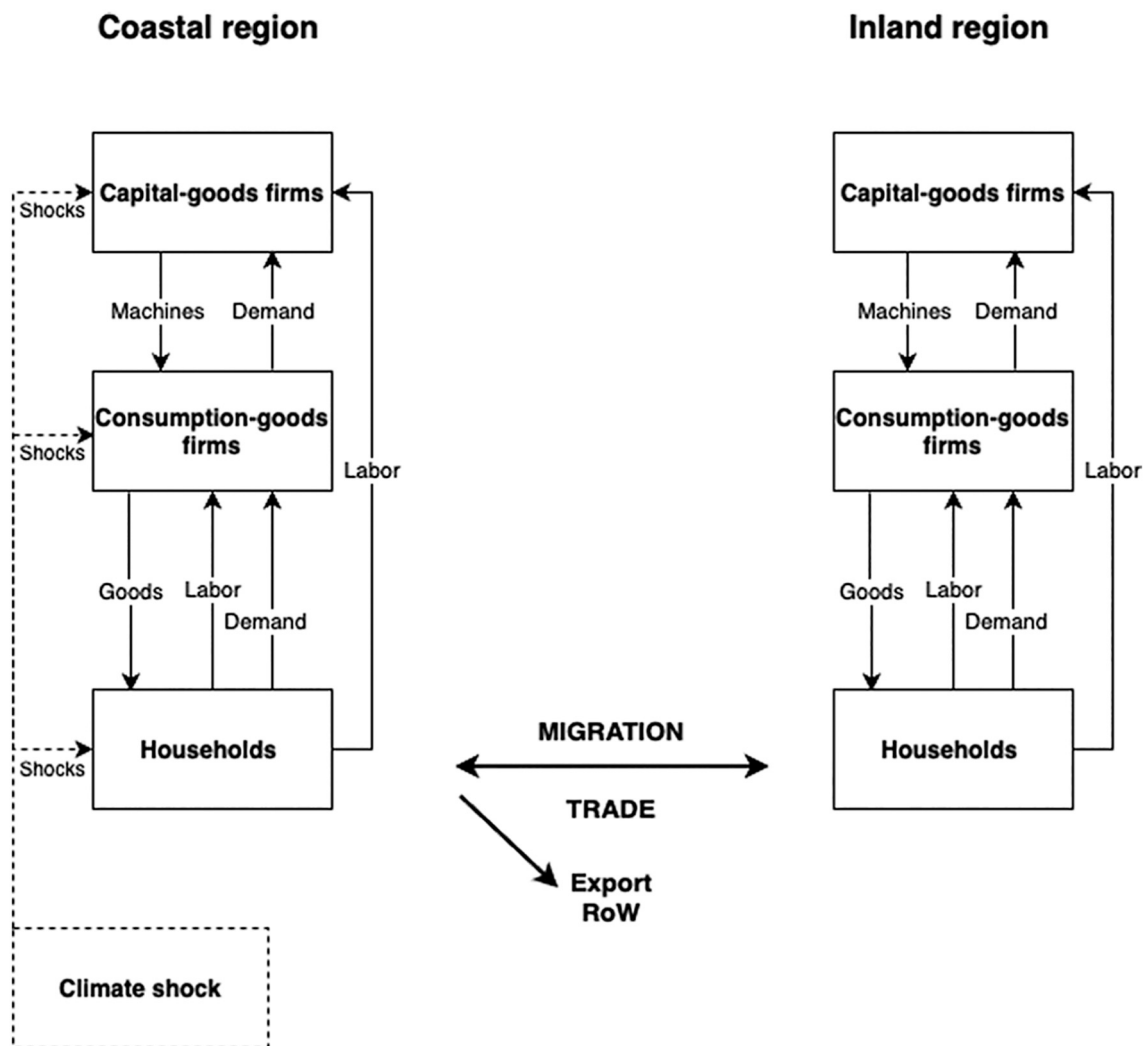 Coastal region
Inland region
Capital-goods firms
Capital-goods firms
Shocks
Machines
Demand
Machines
Demand
Consumption-goods
firms
Consumption-goods
firms
Shocks
Labor
Labor
Goods
Labor
Demand
Goods
Labor
Demand
Households
MIGRATION
Households
Shocks
TRADE
Export
RoW
Climate shock